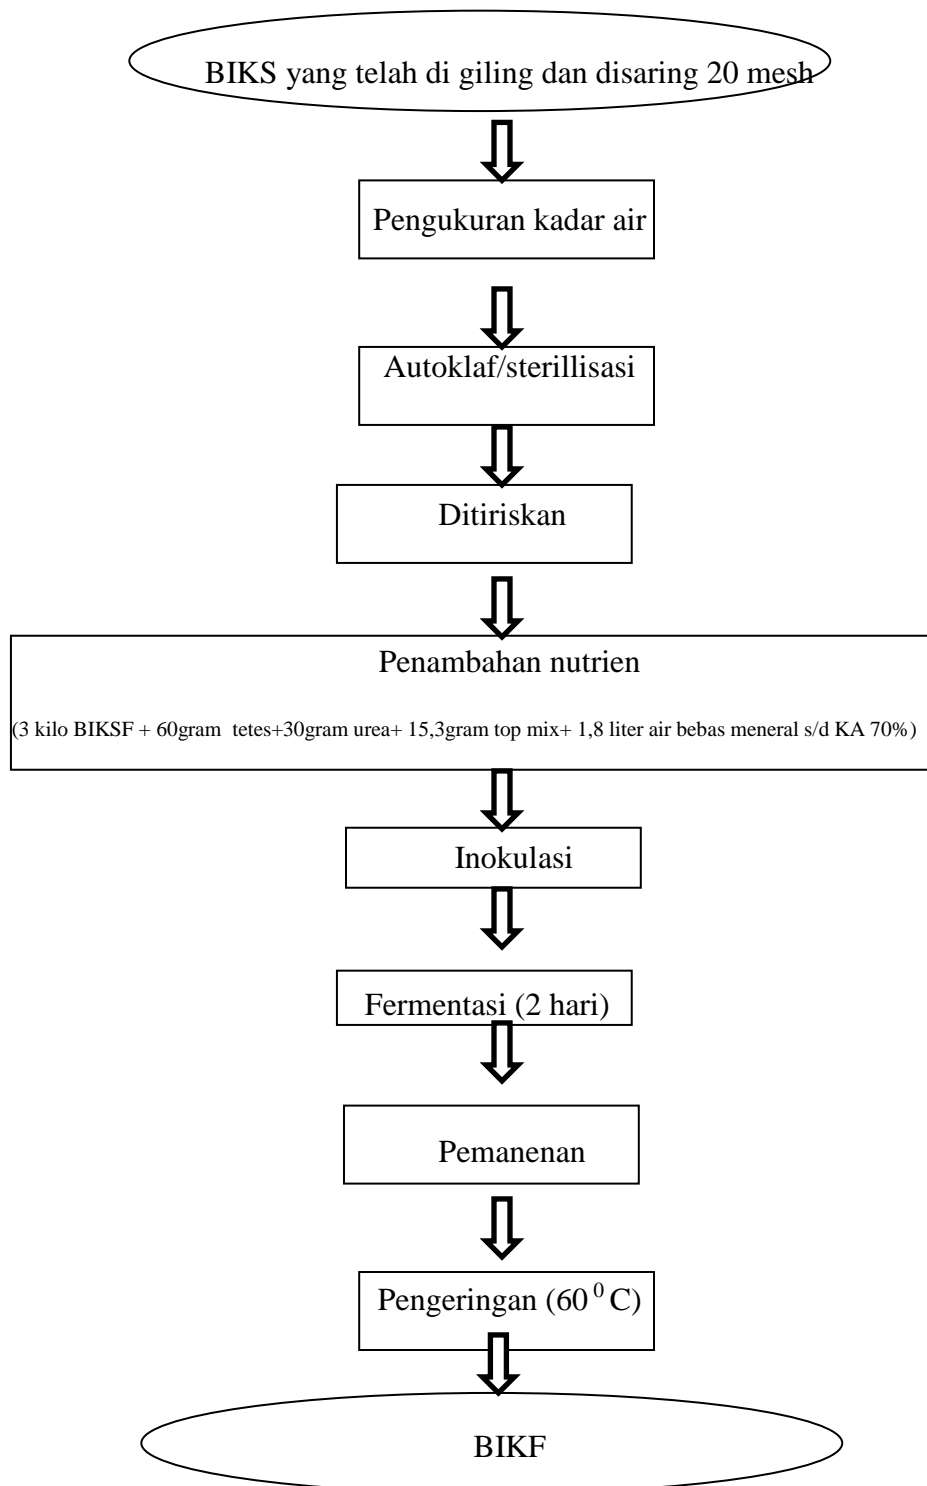 BIKS yang telah di giling dan disaring 20 mesh
Pengukuran kadar air
Autoklaf/sterillisasi
Ditiriskan
Penambahan nutrien
(3 kilo BIKSF + 60gram tetes+30gram urea+ 15,3gram top mix+ 1,8 liter air bebas meneral s/d KA 70%)
Inokulasi
Fermentasi (2 hari)
Pemanenan
Pengeringan (60⁰ C)
BIKF